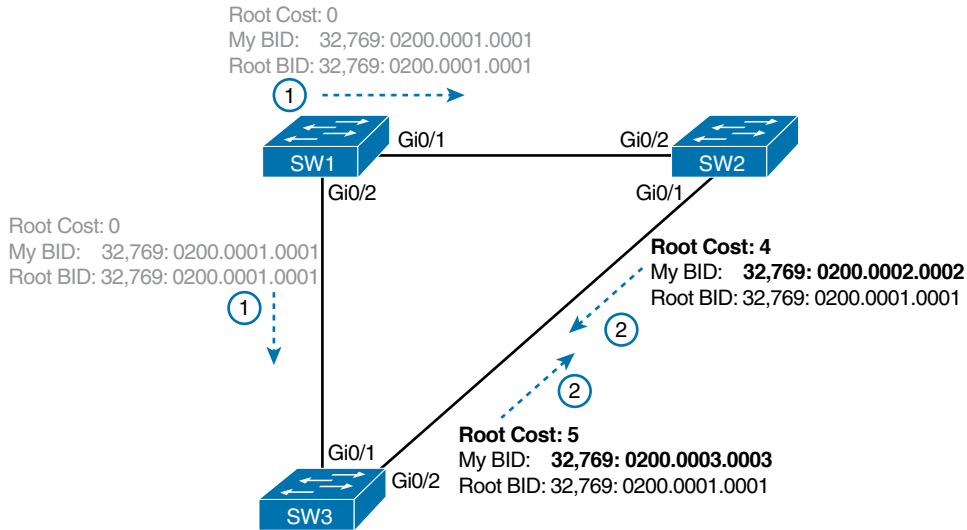 Root Cost: 0
My BID: 32,769: 0200.0001.0001
Root BID: 32,769: 0200.0001.0001
1
Gi0/1
Gi0/2
SW1
SW2
Gi0/2
Gi0/1
Root Cost: 0
My BID: 32,769: 0200.0001.0001
Root BID: 32,769: 0200.0001.0001
1
Root Cost: 4
My BID: 32,769: 0200.0002.0002
Root BID: 32,769: 0200.0001.0001
2
2
Root Cost: 5
My BID: 32,769: 0200.0003.0003
Root BID: 32,769: 0200.0001.0001
Gi0/1
Gi0/2
SW3